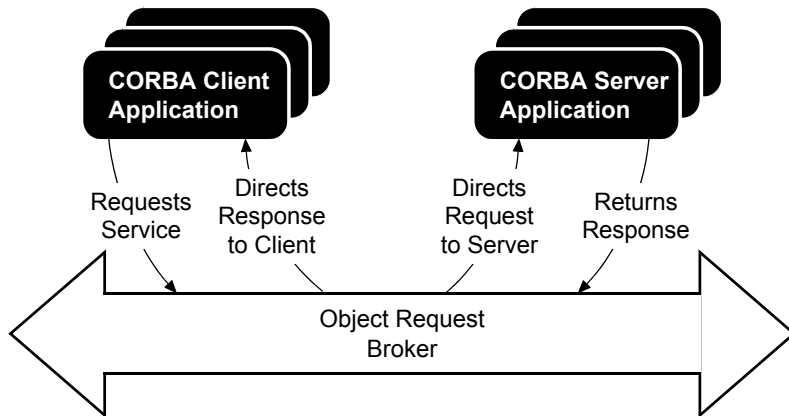 CORBA Client
Application
CORBA Server
Application
Requests
Service
Directs
Response
to Client
Directs
Request
to Server
Returns
Response
Object Request
Broker